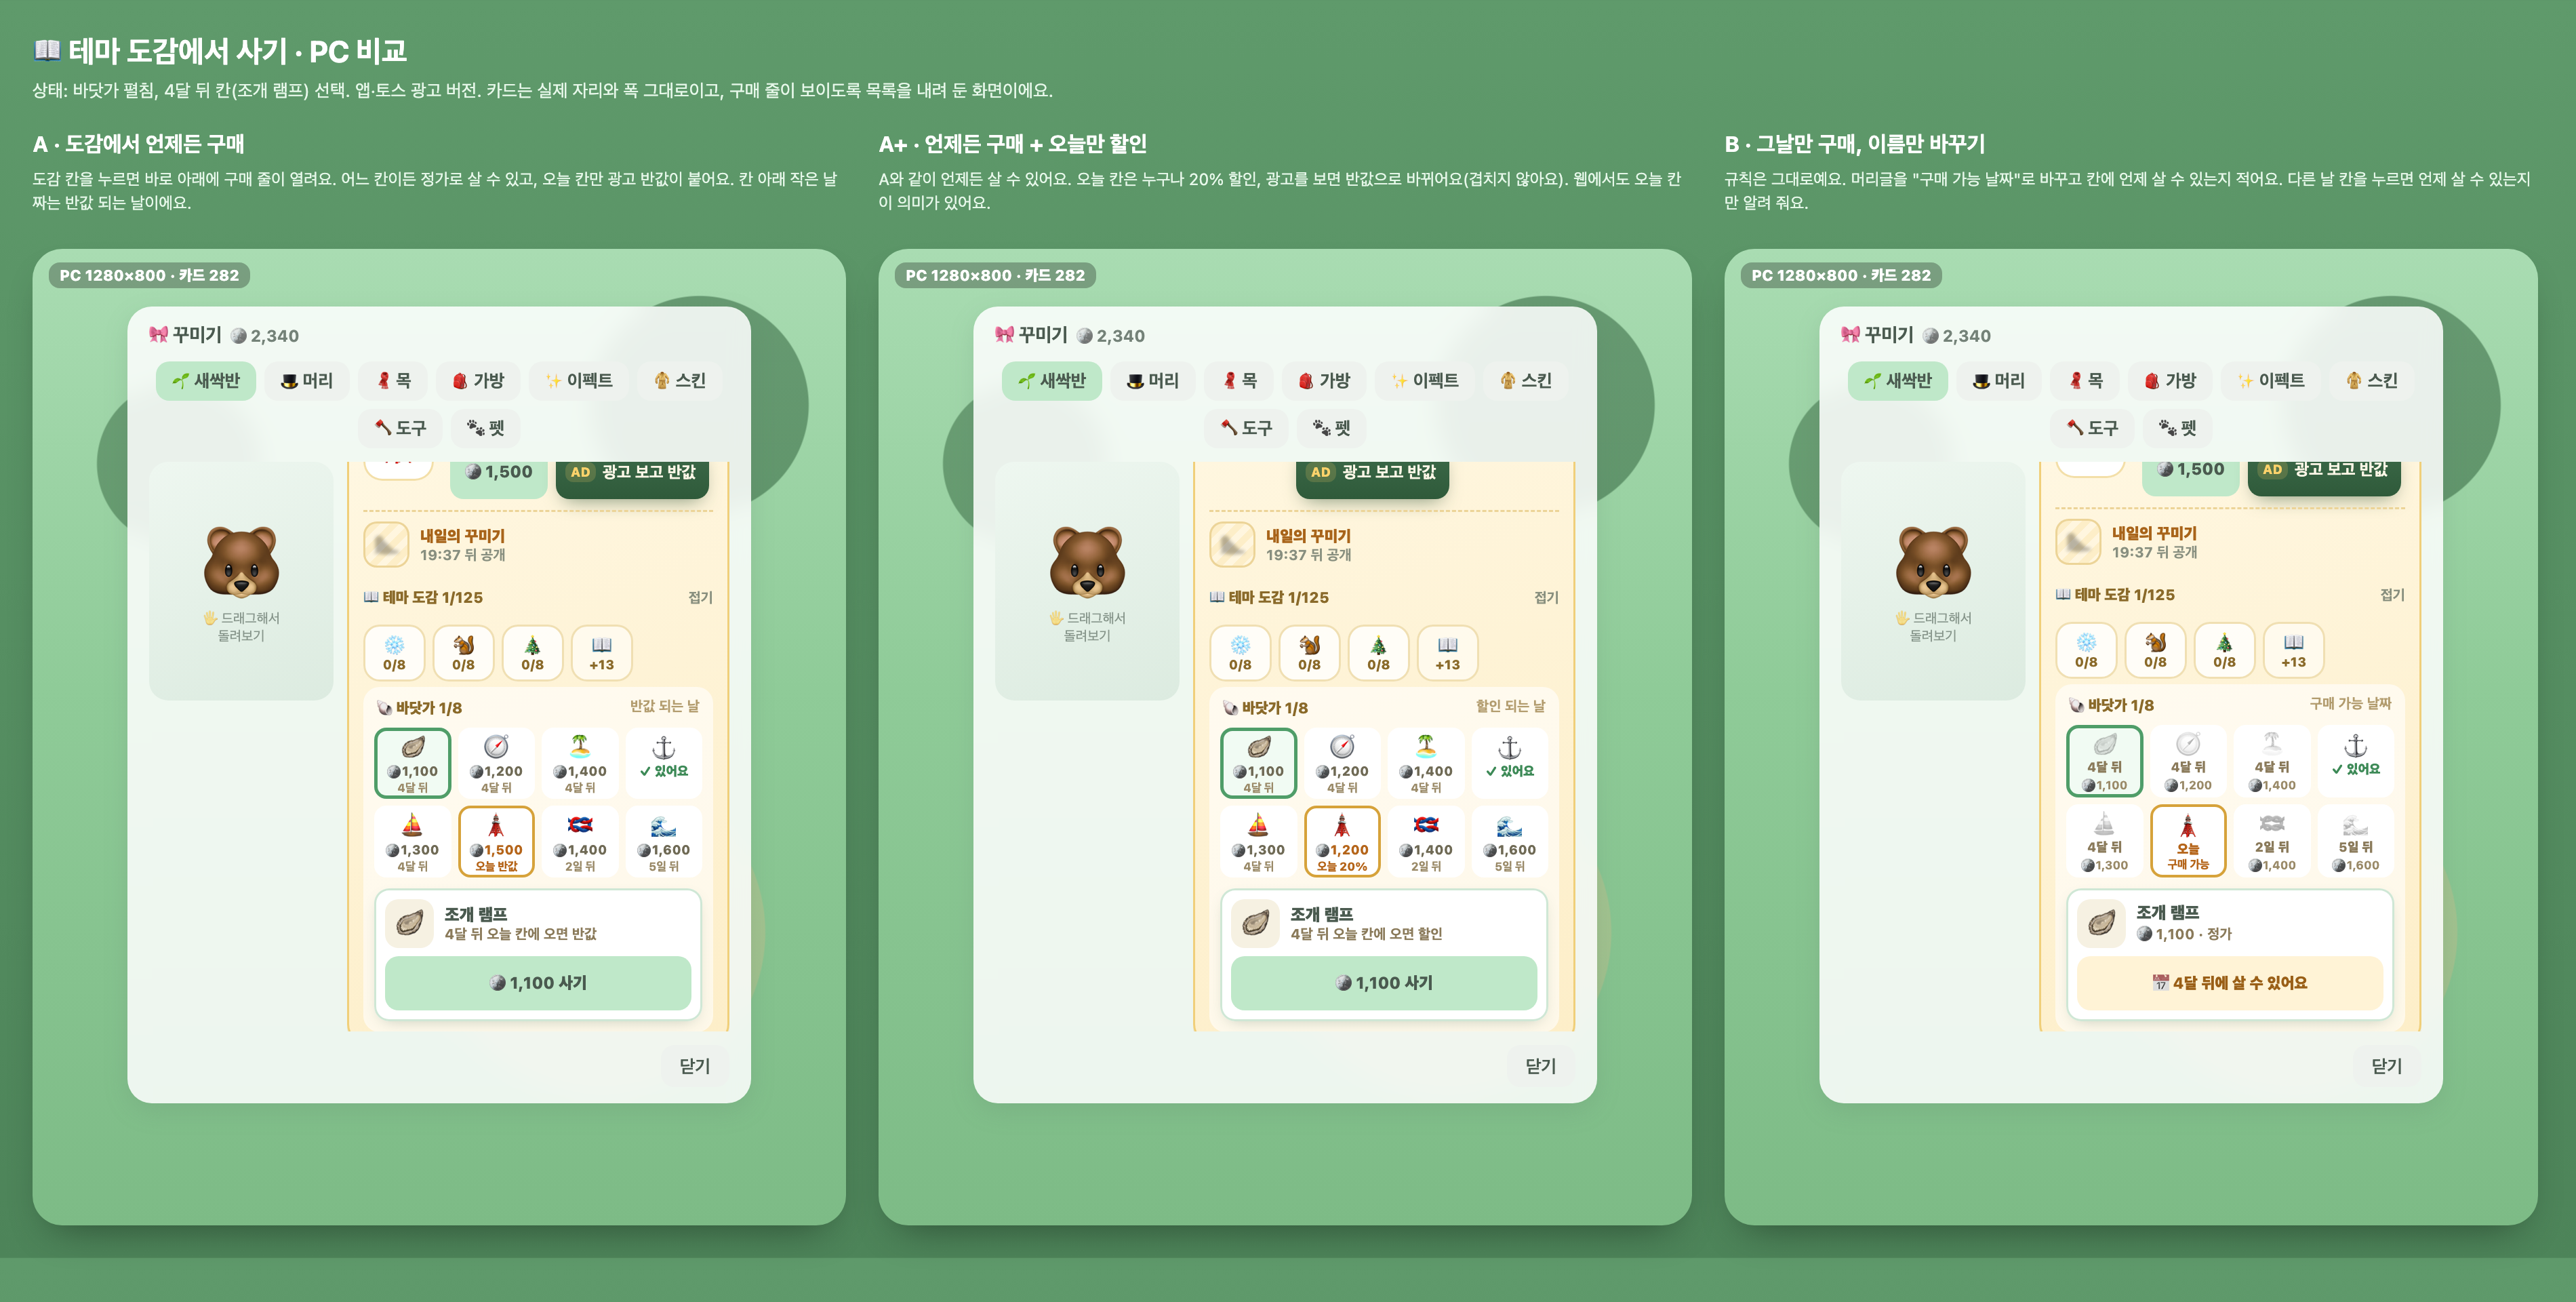 📖 테마 도감에서 사기 · PC 비교
상태: 바닷가 펼침, 4달 뒤 칸(조개 램프) 선택. 앱·토스 광고 버전. 카드는 실제 자리와 폭 그대로이고, 구매 줄이 보이도록 목록을 내려 둔 화면이에요.
A · 도감에서 언제든 구매
도감 칸을 누르면 바로 아래에 구매 줄이 열려요. 어느 칸이든 정가로 살 수 있고, 오늘 칸만 광고 반값이 붙어요. 칸 아래 작은 날
짜는 반값 되는 날이에요.
PC 1280×800 · 카드 282
꾸미기 2,340
새싹반 머리 목 가방 이펙트 스킨
도구 펫
1,500 AD 광고 보고 반값
내일의 꾸미기
19:37 뒤 공개
드래그해서
돌려보기
테마 도감 1/125 접기
0/8 0/8 0/8 +13
바닷가 1/8 반값 되는 날
1,100 1,200 1,400 ✓ 있어요
4달 뒤 4달 뒤 4달 뒤
1,300 1,500 1,400 1,600
4달 뒤 오늘 반값 2일 뒤 5일 뒤
조개 램프
4달 뒤 오늘 칸에 오면 반값
1,100 사기
닫기
A+ · 언제든 구매 + 오늘만 할인
A와 같이 언제든 살 수 있어요. 오늘 칸은 누구나 20% 할인, 광고를 보면 반값으로 바뀌어요(겹치지 않아요). 웹에서도 오늘 칸
이 의미가 있어요.
PC 1280×800 · 카드 282
꾸미기 2,340
새싹반 머리 목 가방 이펙트 스킨
도구 펫
AD 광고 보고 반값
내일의 꾸미기
19:37 뒤 공개
드래그해서
돌려보기
테마 도감 1/125 접기
0/8 0/8 0/8 +13
바닷가 1/8 할인 되는 날
1,100 1,200 1,400 ✓ 있어요
4달 뒤 4달 뒤 4달 뒤
1,300 1,200 1,400 1,600
4달 뒤 오늘 20% 2일 뒤 5일 뒤
조개 램프
4달 뒤 오늘 칸에 오면 할인
1,100 사기
닫기
B · 그날만 구매, 이름만 바꾸기
규칙은 그대로예요. 머리글을 "구매 가능 날짜"로 바꾸고 칸에 언제 살 수 있는지 적어요. 다른 날 칸을 누르면 언제 살 수 있는지
만 알려 줘요.
PC 1280×800 · 카드 282
꾸미기 2,340
새싹반 머리 목 가방 이펙트 스킨
도구 펫
1,500 AD 광고 보고 반값
내일의 꾸미기
19:37 뒤 공개
드래그해서
돌려보기
테마 도감 1/125 접기
0/8 0/8 0/8 +13
바닷가 1/8 구매 가능 날짜
4달 뒤 4달 뒤 4달 뒤 ✓ 있어요
1,100 1,200 1,400
4달 뒤 오늘 2일 뒤 5일 뒤
1,300 구매 가능 1,400 1,600
조개 램프
1,100 · 정가
4달 뒤에 살 수 있어요
닫기